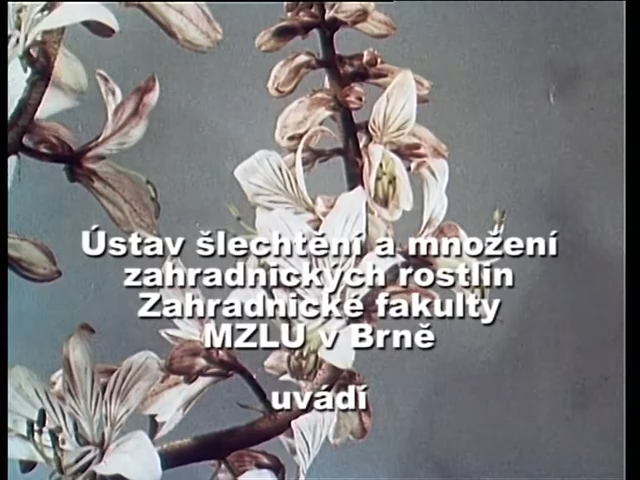 Ústav šlechtění a množení
zahradnických rostlin
Zahradnické fakulty
MZLU v Brně
uvádí